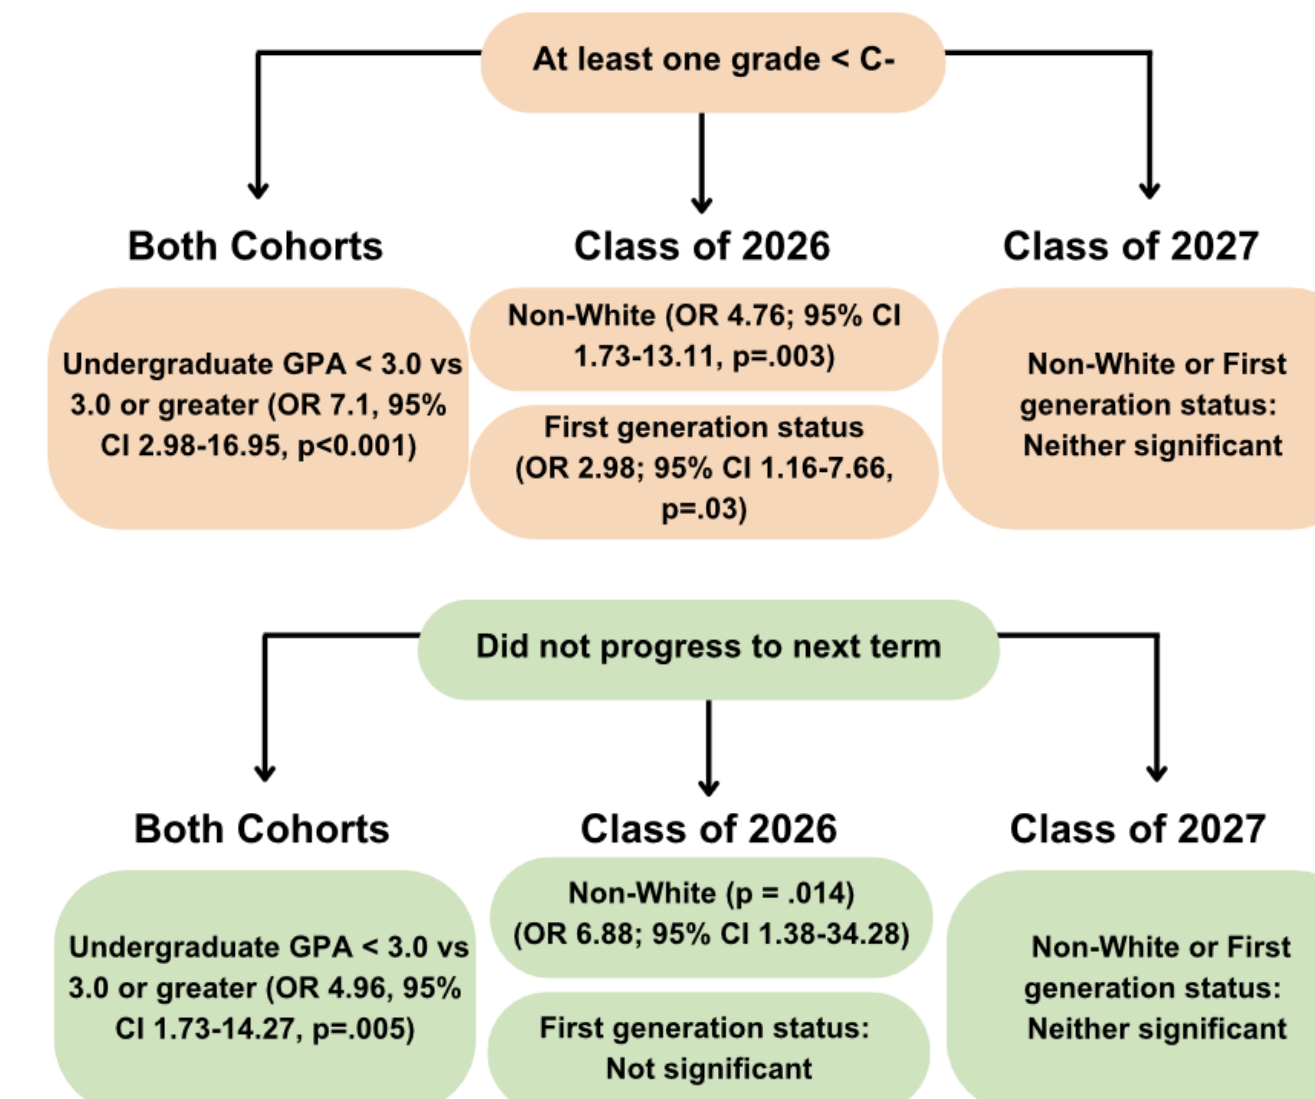 At least one grade < C-
Both Cohorts
Undergraduate GPA < 3.0 vs
3.0 or greater (OR 7.1, 95%
CI 2.98-16.95, p<0.001)
Class of 2026
Non-White (OR 4.76; 95% CI
1.73-13.11, p=.003)
First generation status
(OR 2.98; 95% CI 1.16-7.66,
p=.03)
Class of 2027
Non-White or First
generation status:
Neither significant
Did not progress to next term
Both Cohorts
Undergraduate GPA < 3.0 vs
3.0 or greater (OR 4.96, 95%
CI 1.73-14.27, p=.005)
Class of 2026
Non-White (p = .014)
(OR 6.88; 95% CI 1.38-34.28)
First generation status:
Not significant
Class of 2027
Non-White or First
generation status:
Neither significant